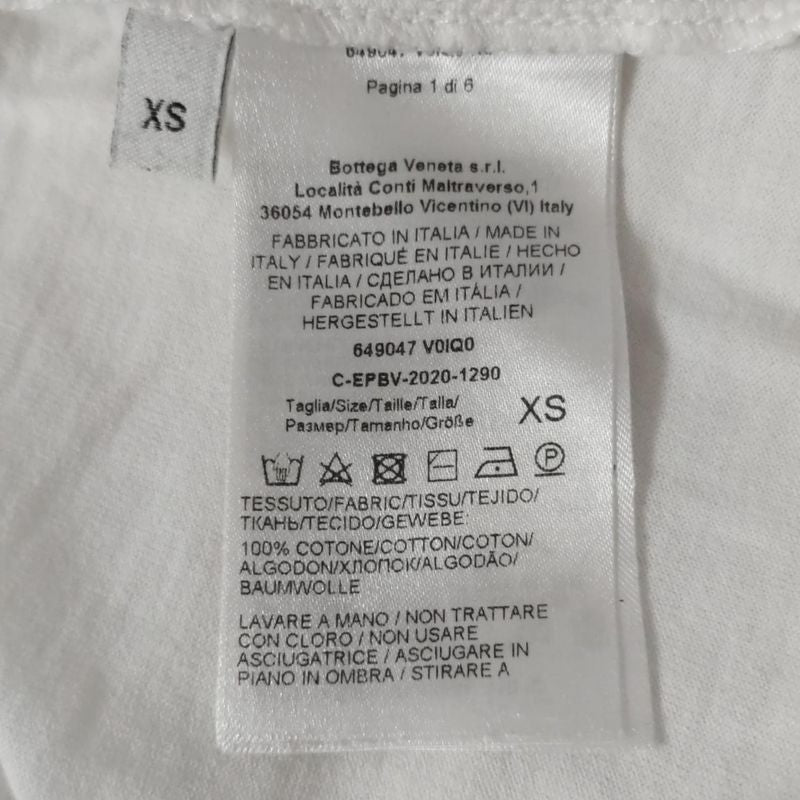 XS
Pagina 1 di 6
Bottega Veneta s.r.l.
Località Conti Maltraverso,1
36054 Montebello Vicentino (VI) Italy
FABBRICATO IN ITALIA / MADE IN
ITALY / FABRIQUÉ EN ITALIE / HECHO
EN ITALIA / СДЕЛАНО В ИТАЛИИ /
FABRICADO EM ITÁLIA /
HERGESTELLT IN ITALIEN
649047 V0IQ0
C-EPBV-2020-1290
Taglia/Size/Taille/Talla/
Размер/Tamanho/Größe
XS
P
TESSUTO/FABRIC/TISSU/TEJIDO/
ТКАНЬ/TECIDO/GEWEBE:
100% COTONE/COTTON/COTON/
ALGODON/ХЛОПОК/ALGODÃO/
BAUMWOLLE
LAVARE A MANO / NON TRATTARE
CON CLORO / NON USARE
ASCIUGATRICE / ASCIUGARE IN
PIANO IN OMBRA / STIRARE A